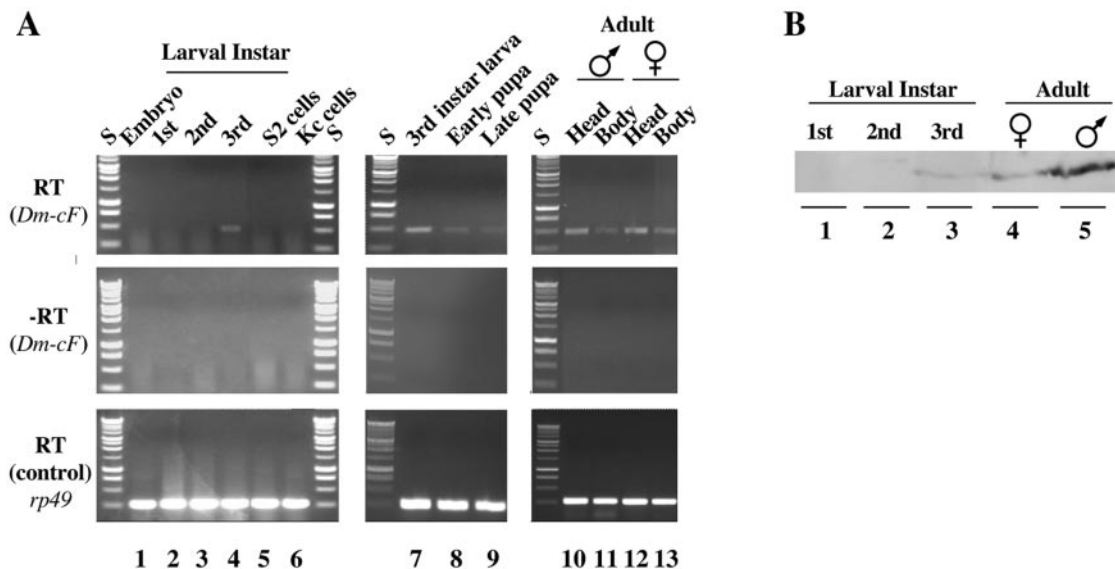 A
Larval Instar
S Embryo 1st 2nd 3rd S2 cells Kc cells S
S 3rd instar larva Early pupa Late pupa
Adult
♂ ♀
S Head Body Head Body
RT
(Dm-cF)
-RT
(Dm-cF)
RT
(control)
rp49
1 2 3 4 5 6 7 8 9 10 11 12 13
B
Larval Instar Adult
1st 2nd 3rd ♀ ♂
1 2 3 4 5